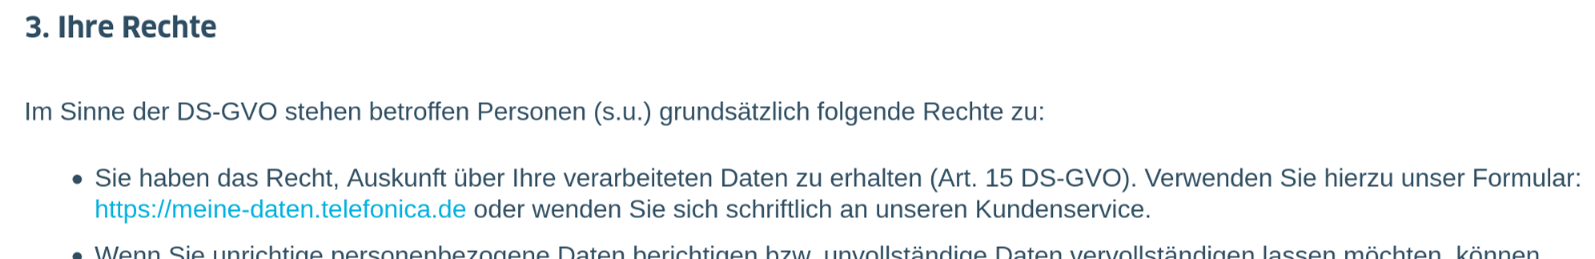 3. Ihre Rechte
Im Sinne der DS-GVO stehen betroffen Personen (s.u.) grundsätzlich folgende Rechte zu:
• Sie haben das Recht, Auskunft über Ihre verarbeiteten Daten zu erhalten (Art. 15 DS-GVO). Verwenden Sie hierzu unser Formular:
https://meine-daten.telefonica.de oder wenden Sie sich schriftlich an unseren Kundenservice.
• Wenn Sie unrichtige personenbezogene Daten berichtigen bzw. unvollständige Daten vervollständigen lassen möchten, können